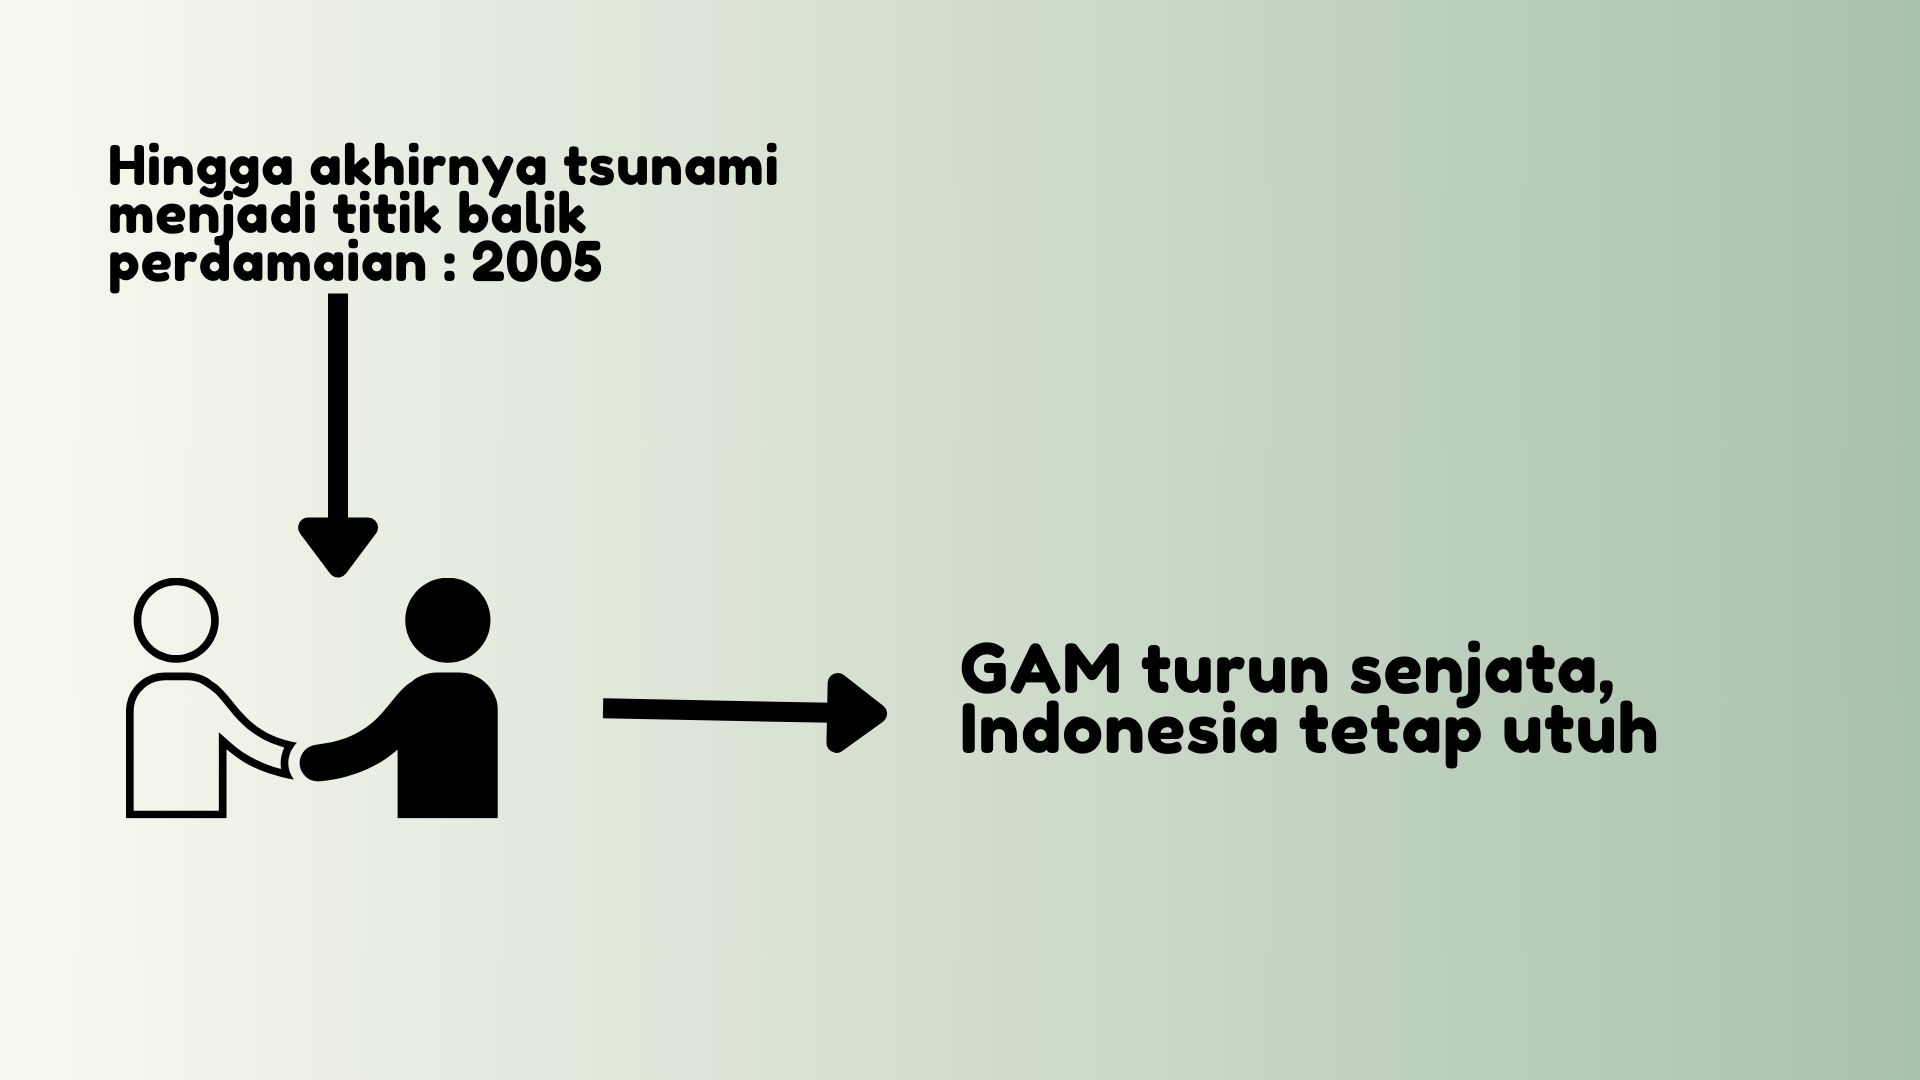 Hingga akhirnya tsunami
menjadi titik balik
perdamaian : 2005
GAM turun senjata,
Indonesia tetap utuh